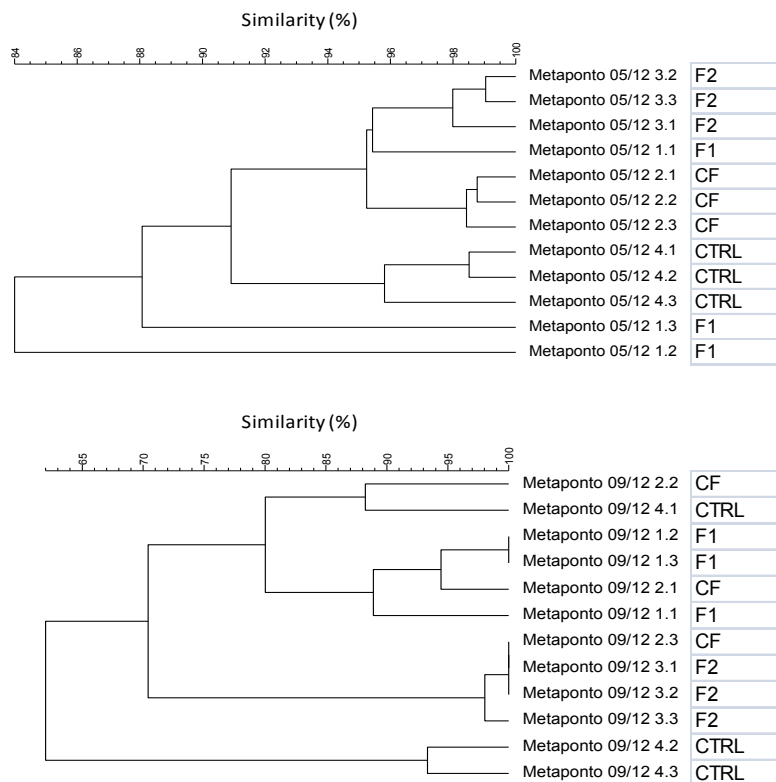 Similarity (%)
84 86 88 90 92 94 96 98 100
Metaponto 05/12 3.2 F2
Metaponto 05/12 3.3 F2
Metaponto 05/12 3.1 F2
Metaponto 05/12 1.1 F1
Metaponto 05/12 2.1 CF
Metaponto 05/12 2.2 CF
Metaponto 05/12 2.3 CF
Metaponto 05/12 4.1 CTRL
Metaponto 05/12 4.2 CTRL
Metaponto 05/12 4.3 CTRL
Metaponto 05/12 1.3 F1
Metaponto 05/12 1.2 F1
Similarity (%)
65 70 75 80 85 90 95 100
Metaponto 09/12 2.2 CF
Metaponto 09/12 4.1 CTRL
Metaponto 09/12 1.2 F1
Metaponto 09/12 1.3 F1
Metaponto 09/12 2.1 CF
Metaponto 09/12 1.1 F1
Metaponto 09/12 2.3 CF
Metaponto 09/12 3.1 F2
Metaponto 09/12 3.2 F2
Metaponto 09/12 3.3 F2
Metaponto 09/12 4.2 CTRL
Metaponto 09/12 4.3 CTRL